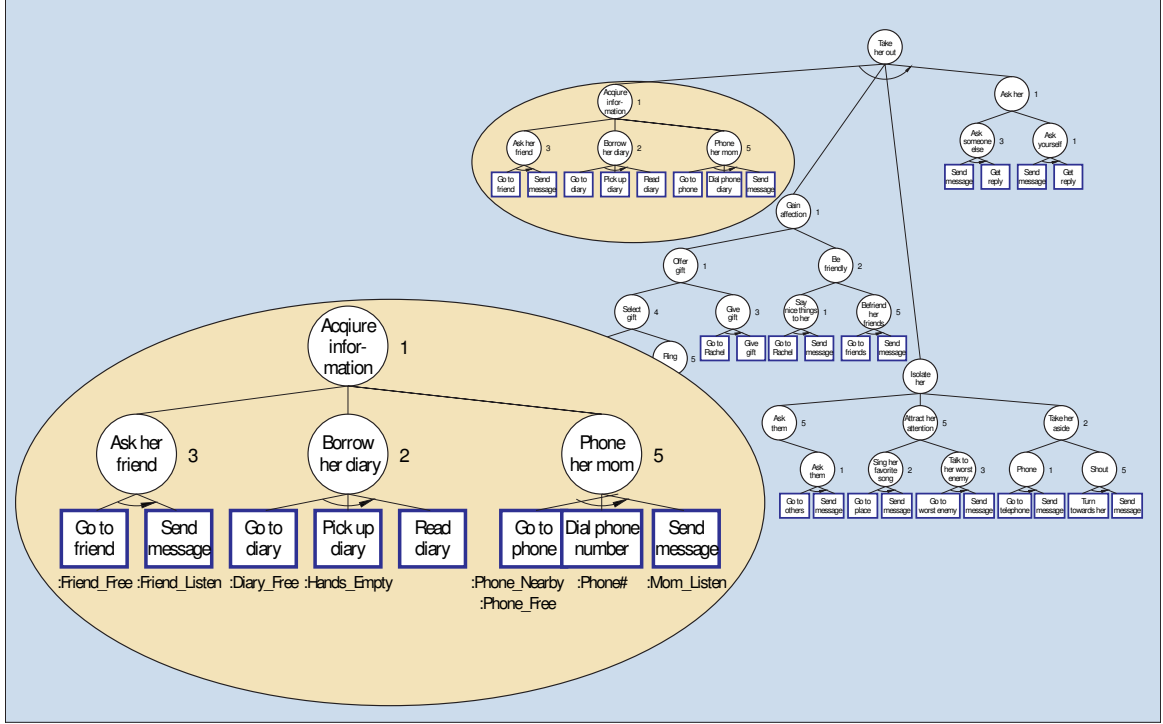 Take
her out
Acqiure
infor-
mation
1
Ask her
1
Ask her
friend
3
Borrow
her diary
2
Phone
her mom
5
Ask
someone
else
3
Ask
yourself
1
Go to
friend
Send
message
Go to
diary
Pick up
diary
Read
diary
Go to
phone
Dial phone
diary
Send
message
Send
message
Get
reply
Send
message
Get
reply
Gain
affection
1
Offer
gift
1
Be
friendly
2
Select
gift
4
Give
gift
3
Say
nice things
to her
1
Befriend
her
friends
5
Ring
5
Go to
Rachel
Give
gift
Go to
Rachel
Send
message
Go to
friends
Send
message
Isolate
her
Ask
them
5
Attract her
attention
5
Take her
aside
2
Ask
them
1
Sing her
favorite
song
2
Talk to
her worst
enemy
3
Phone
1
Shout
5
Go to
others
Send
message
Go to
place
Send
message
Go to
worst enemy
Send
message
Go to
telephone
Send
message
Turn
towards her
Send
message
Acqiure
infor-
mation
1
Ask her
friend
3
Borrow
her diary
2
Phone
her mom
5
Go to
friend
Send
message
Go to
diary
Pick up
diary
Read
diary
Go to
phone
Dial phone
number
Send
message
:Friend_Free :Friend_Listen :Diary_Free :Hands_Empty :Phone_Nearby :Phone# :Mom_Listen
:Phone_Free